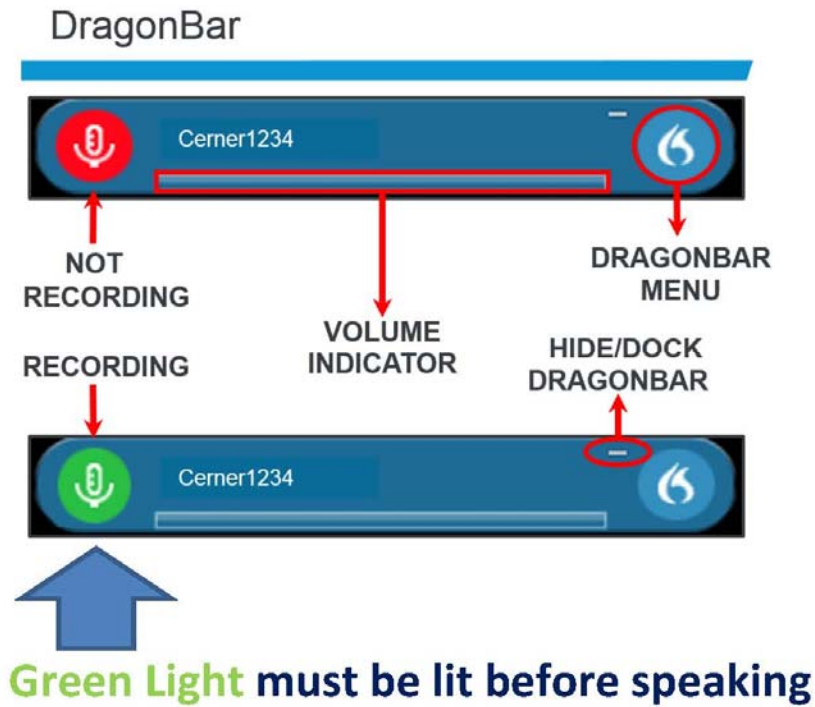 DragonBar
Cerner1234
NOT
RECORDING
DRAGONBAR
MENU
VOLUME
INDICATOR
RECORDING
HIDE/DOCK
DRAGONBAR
Cerner1234
Green Light must be lit before speaking